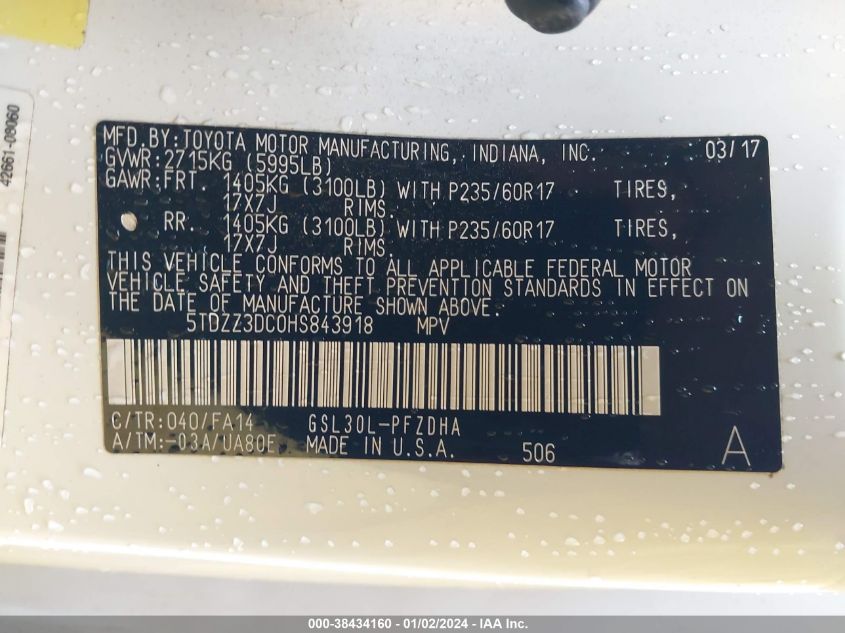 42661-09060
MFD.BY:TOYOTA MOTOR MANUFACTURING, INDIANA, INC. 03/17
GVWR:2715KG (5995LB)
GAWR:FRT. 1405KG (3100LB) WITH P235/60R17 TIRES,
17X7J RIMS.
RR. 1405KG (3100LB) WITH P235/60R17 TIRES,
17X7J RIMS.
THIS VEHICLE CONFORMS TO ALL APPLICABLE FEDERAL MOTOR
VEHICLE SAFETY AND THEFT PREVENTION STANDARDS IN EFFECT ON
THE DATE OF MANUFACTURE SHOWN ABOVE.
5TDZZ3DC0HS843918 MPV
C/TR:040/FA14 GSL30L-PFZDHA
A/TM:-03A/UA80E MADE IN U.S.A. 506 A
000-38434160 - 01/02/2024 - IAA Inc.